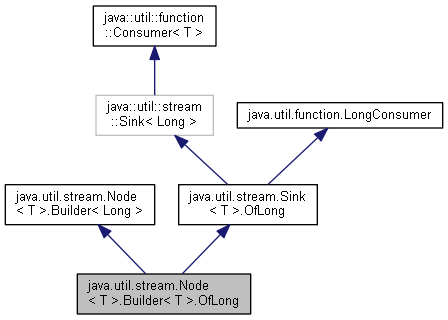 java::util::function
::Consumer< T >
java::util::stream
::Sink< Long >
java.util.function.LongConsumer
java.util.stream.Node
< T >.Builder< Long >
java.util.stream.Sink
< T >.OfLong
java.util.stream.Node
< T >.Builder< T >.OfLong